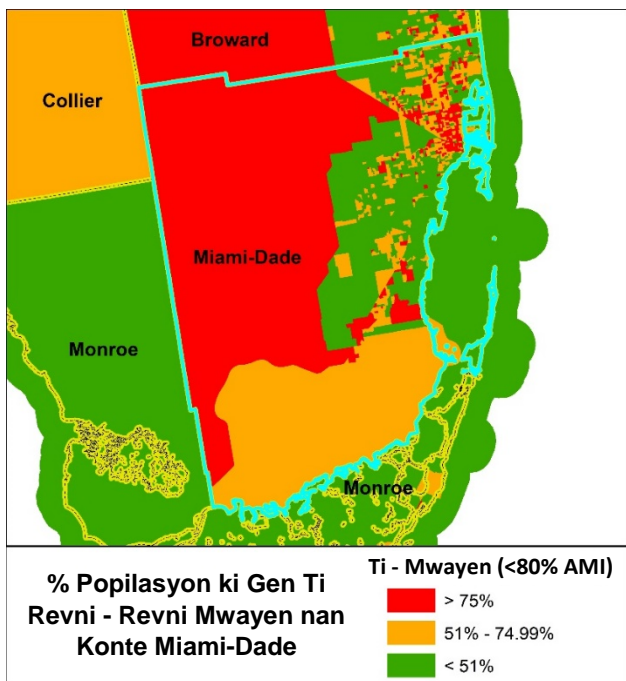 Broward
Collier
Miami-Dade
Monroe
Monroe
% Popilasyon ki Gen Ti
Revni - Revni Mwayen nan
Konte Miami-Dade
Ti - Mwayen (<80% AMI)
> 75%
51% - 74.99%
< 51%